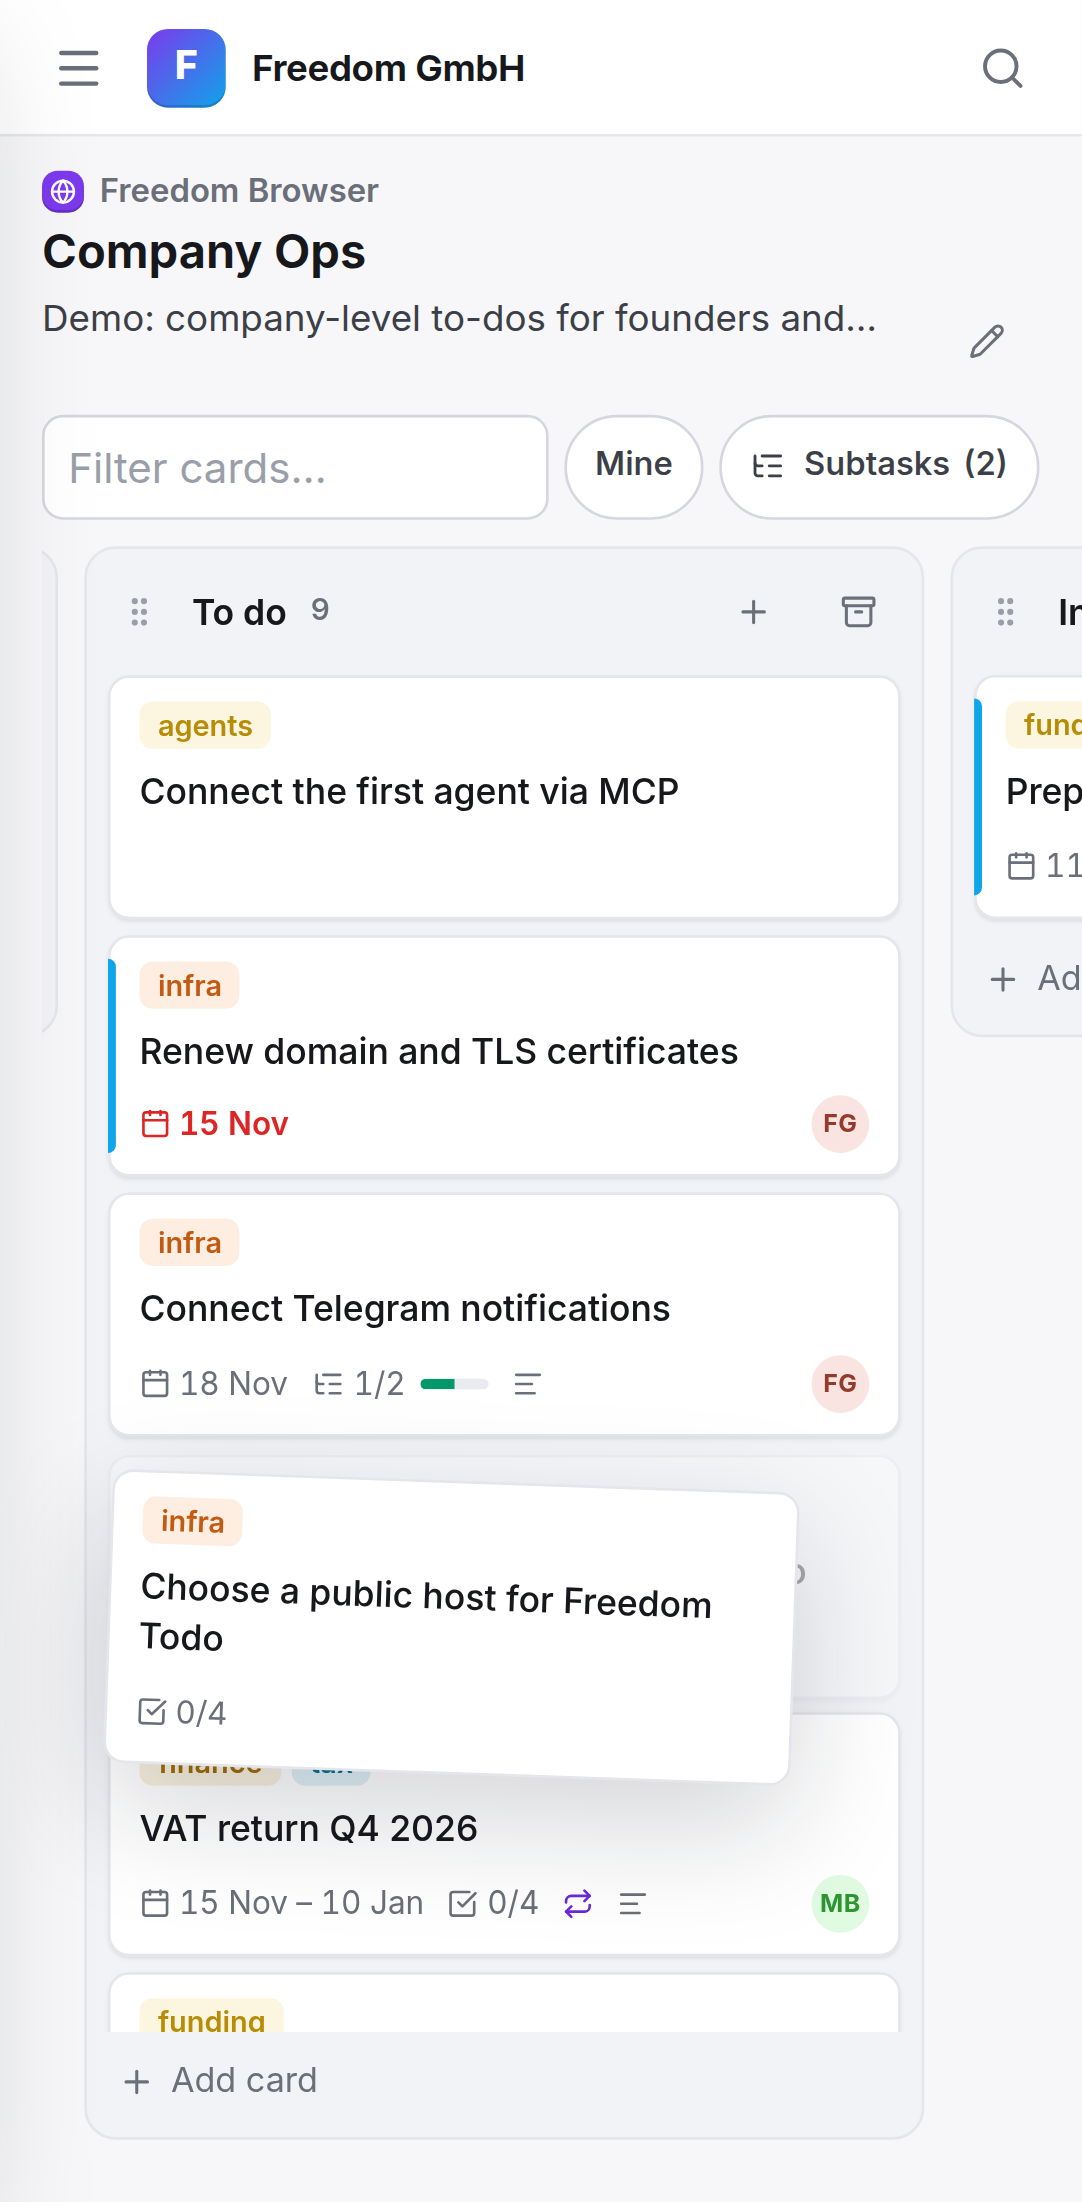 F
Freedom GmbH
Freedom Browser
Company Ops
Demo: company-level to-dos for founders and...
Filter cards...
Mine
Subtasks (2)
To do 9
agents
Connect the first agent via MCP
infra
Renew domain and TLS certificates
15 Nov
FG
infra
Connect Telegram notifications
18 Nov
1/2
FG
infra
Choose a public host for Freedom
Todo
0/4
VAT return Q4 2026
15 Nov – 10 Jan
0/4
MB
funding
+ Add card
11